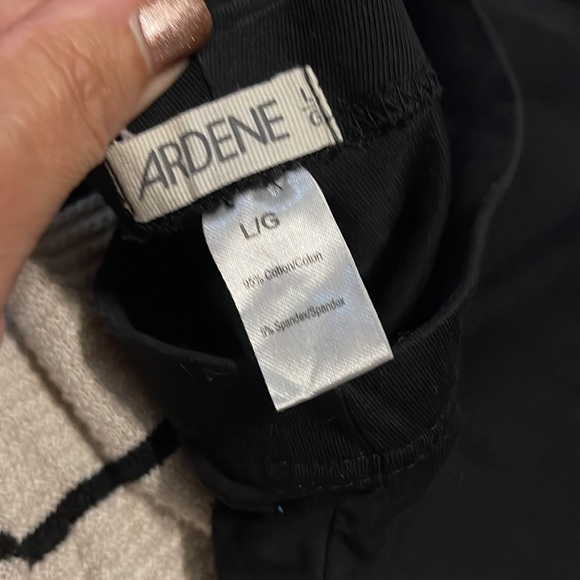 ARDENE
L/G
95% Cotton/Coton
5% Spandex/Spandex